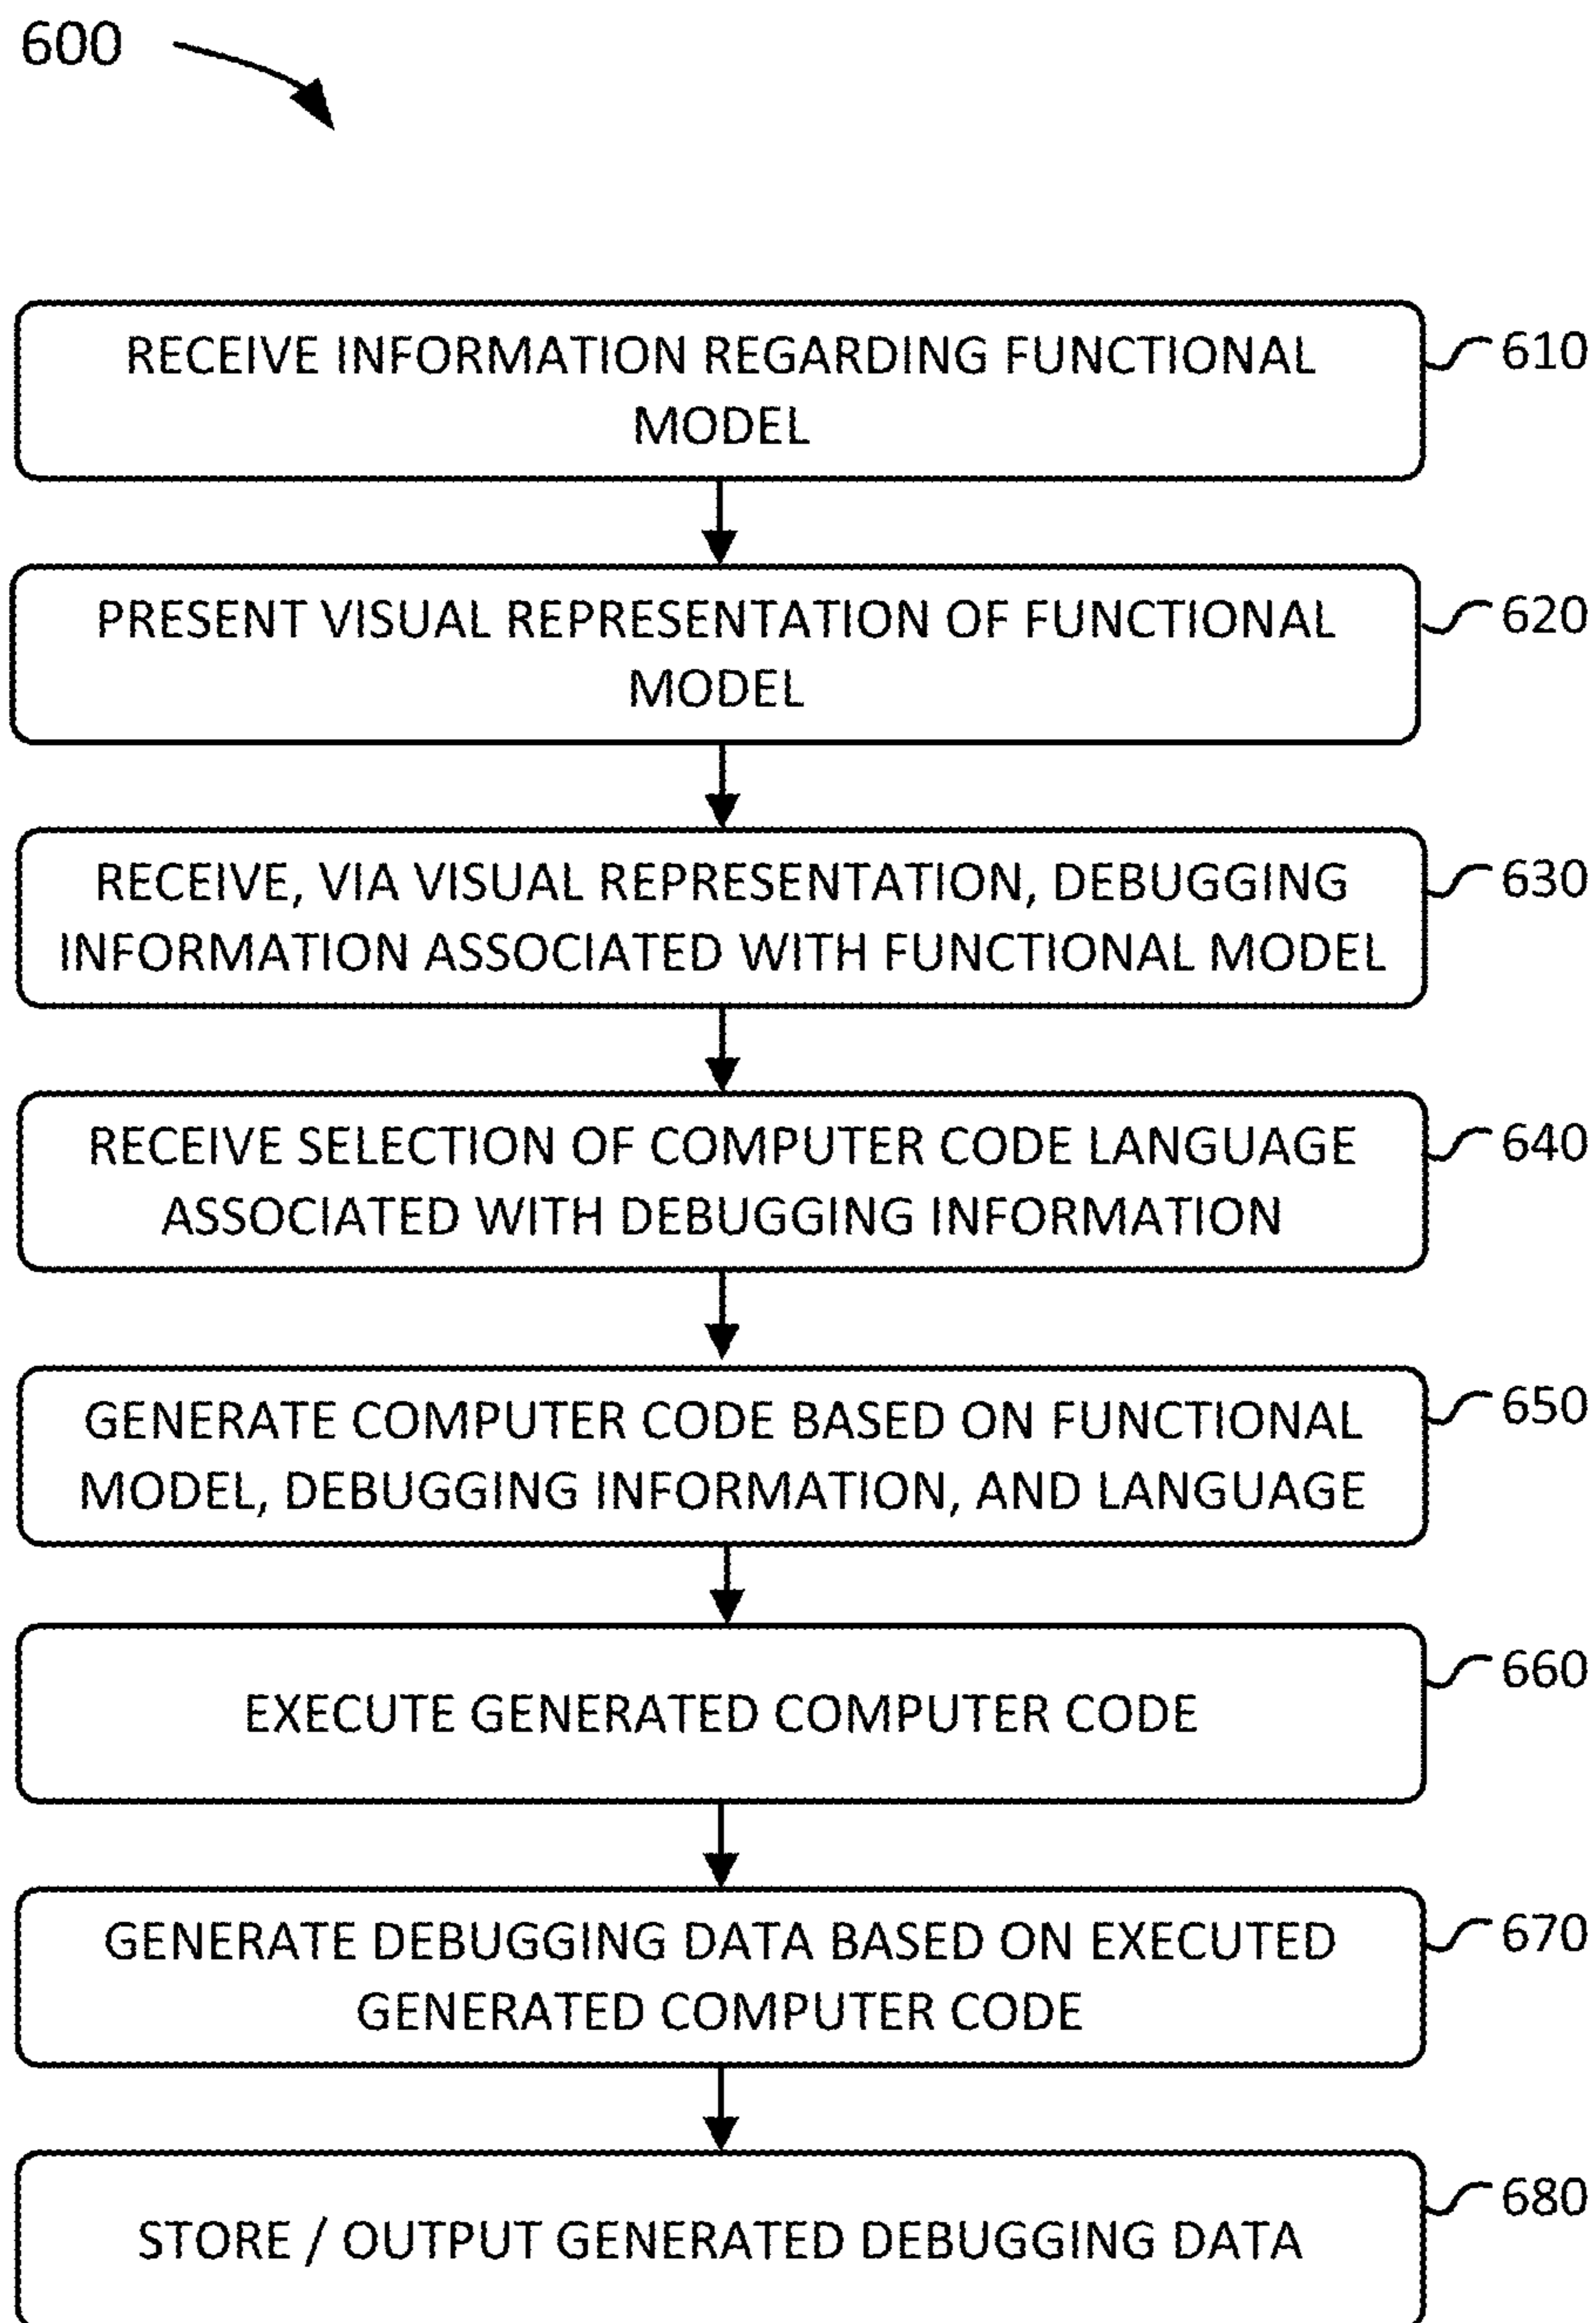 600
RECEIVE INFORMATION REGARDING FUNCTIONAL
MODEL
610
PRESENT VISUAL REPRESENTATION OF FUNCTIONAL
MODEL
620
RECEIVE, VIA VISUAL REPRESENTATION, DEBUGGING
INFORMATION ASSOCIATED WITH FUNCTIONAL MODEL
630
RECEIVE SELECTION OF COMPUTER CODE LANGUAGE
ASSOCIATED WITH DEBUGGING INFORMATION
640
GENERATE COMPUTER CODE BASED ON FUNCTIONAL
MODEL, DEBUGGING INFORMATION, AND LANGUAGE
650
EXECUTE GENERATED COMPUTER CODE
660
GENERATE DEBUGGING DATA BASED ON EXECUTED
GENERATED COMPUTER CODE
670
STORE / OUTPUT GENERATED DEBUGGING DATA
680